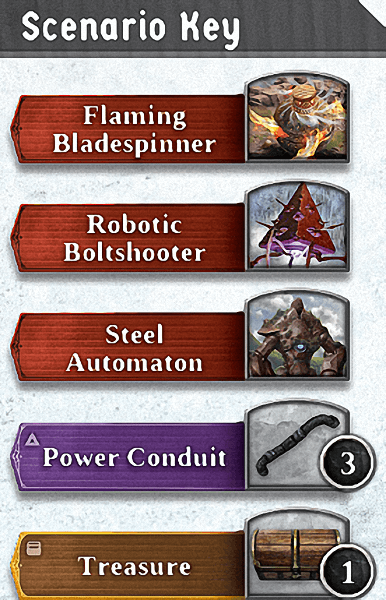 Scenario Key
Flaming
Bladespinner
Robotic
Boltshooter
Steel
Automaton
Power Conduit
3
Treasure
1